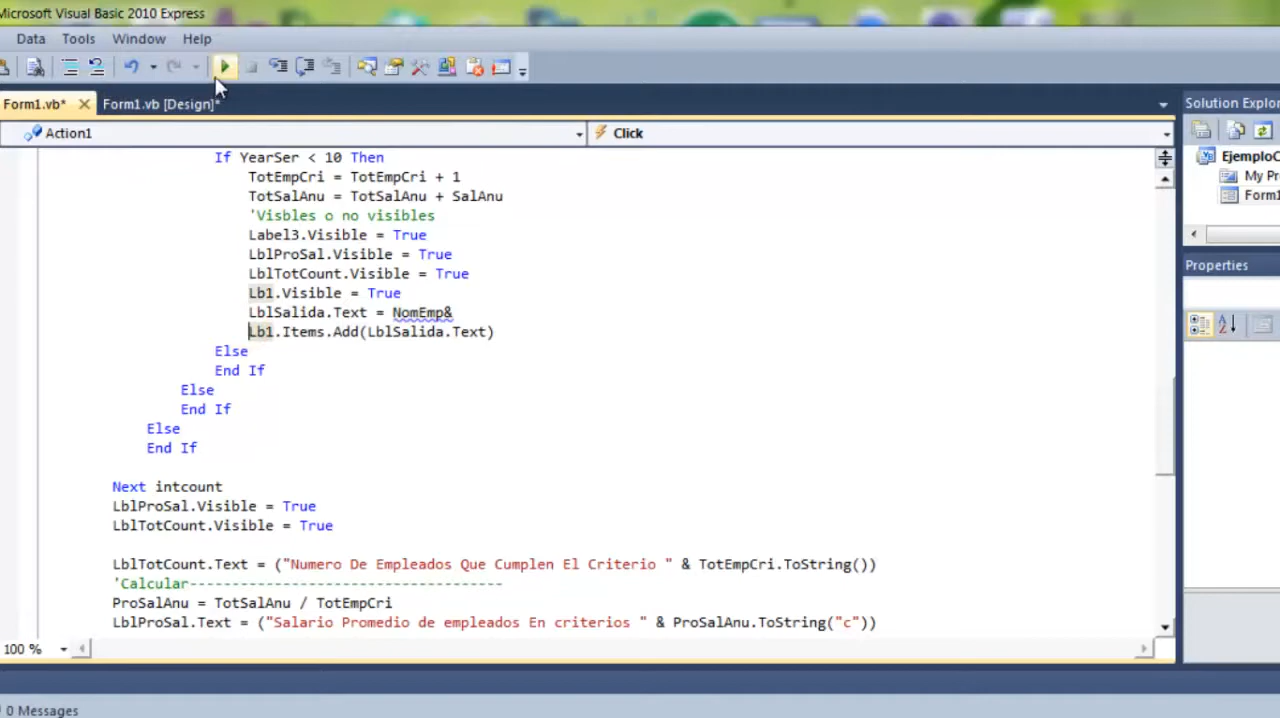 Microsoft Visual Basic 2010 Express
Data Tools Window Help
Form1.vb* Form1.vb [Design]*
Solution Explo
Action1 Click
If YearSer < 10 Then
TotEmpCri = TotEmpCri + 1
TotSalAnu = TotSalAnu + SalAnu
'Visbles o no visibles
Label3.Visible = True
LblProSal.Visible = True
LblTotCount.Visible = True
Lb1.Visible = True
LblSalida.Text = NomEmp&
Lb1.Items.Add(LblSalida.Text)
Else
End If
Else
End If
Else
End If
Next intcount
LblProSal.Visible = True
LblTotCount.Visible = True
LblTotCount.Text = ("Numero De Empleados Que Cumplen El Criterio " & TotEmpCri.ToString())
'Calcular-------------------------------------
ProSalAnu = TotSalAnu / TotEmpCri
LblProSal.Text = ("Salario Promedio de empleados En criterios " & ProSalAnu.ToString("c"))
100 %
0 Messages
EjemploC
My Pr
Form1
Properties